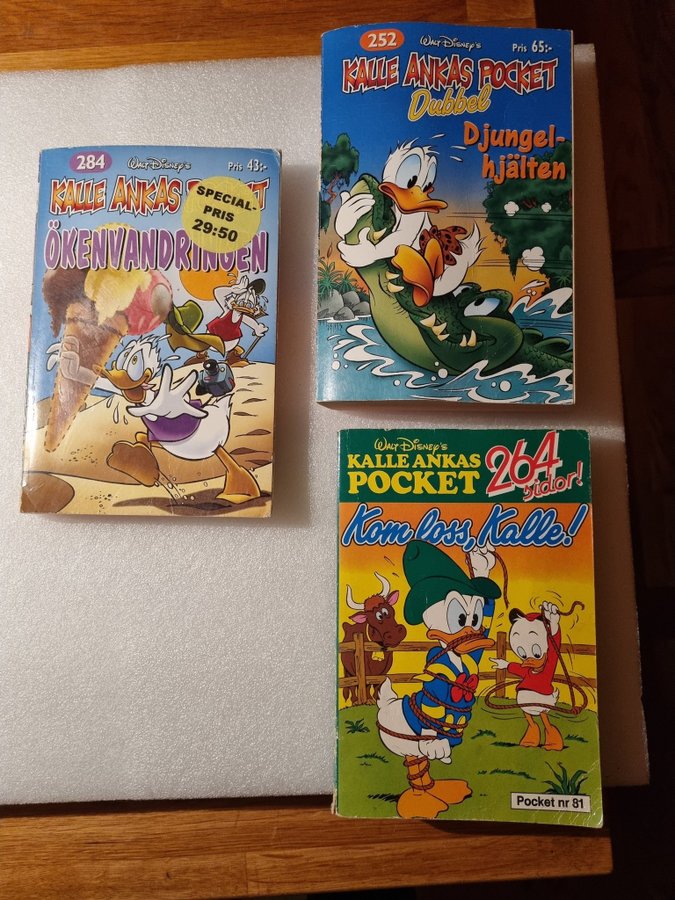 284
Walt Disney's
Pris 43:-
KALLE ANKAS
SPECIAL-
PRIS
29:50
ÖKENVANDRINGEN
252
Walt Disney's
Pris 65:-
KALLE ANKAS POCKET
Dubbel
Djungel-
hjälten
Walt Disney's
KALLE ANKAS
POCKET
264
sidor!
Kom loss, Kalle!
Pocket nr 81